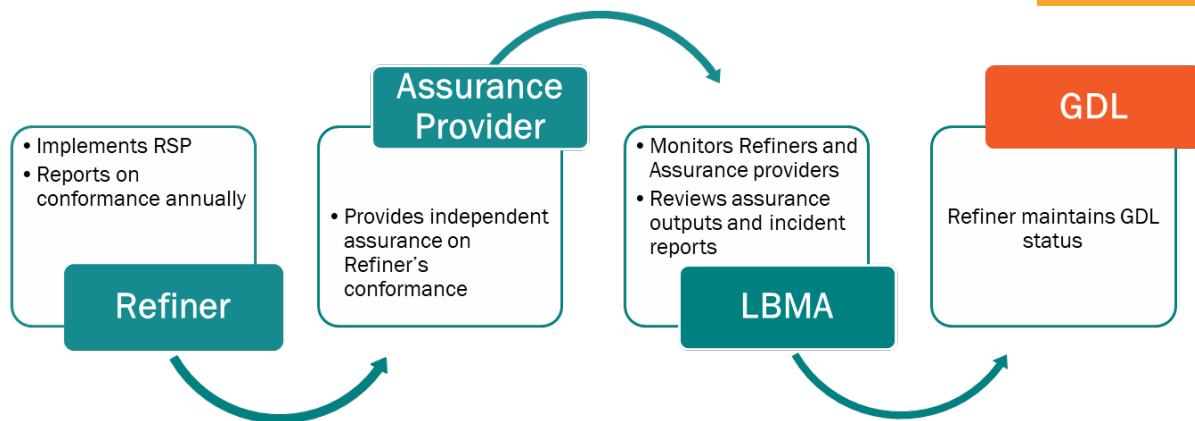 • Implements RSP
• Reports on
conformance annually
Refiner
Assurance
Provider
• Provides independent
assurance on
Refiner's
conformance
• Monitors Refiners and
Assurance providers
• Reviews assurance
outputs and incident
reports
LBMA
GDL
Refiner maintains GDL
status